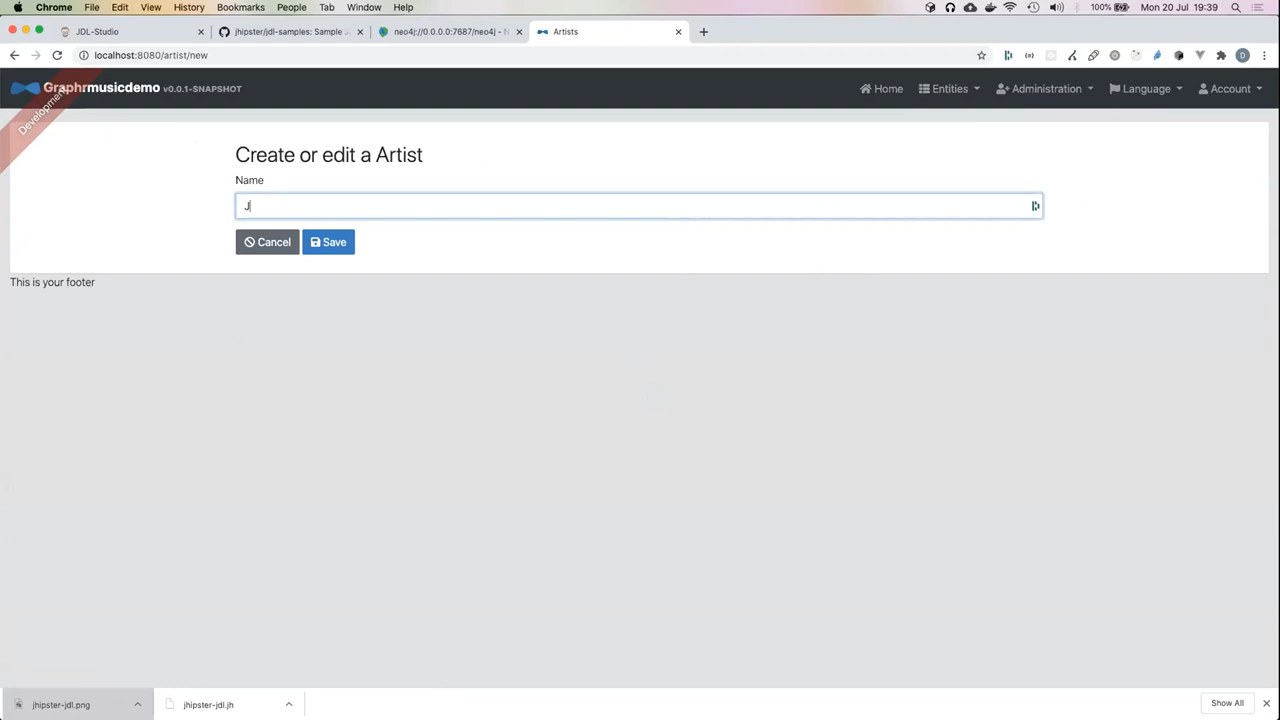 Chrome File Edit View History Bookmarks People Tab Window Help 100% Mon 20 Jul 19:39
JDL-Studio jhipster/jdl-samples: Sample neo4j://0.0.0.0:7687/neo4j - Artists
localhost:8080/artist/new
Graphrmusicdemo v0.0.1-SNAPSHOT Home Entities Administration Language Account
Development
Create or edit a Artist
Name
J
Cancel Save
This is your footer
jhipster-jdl.png jhipster-jdl.jh Show All